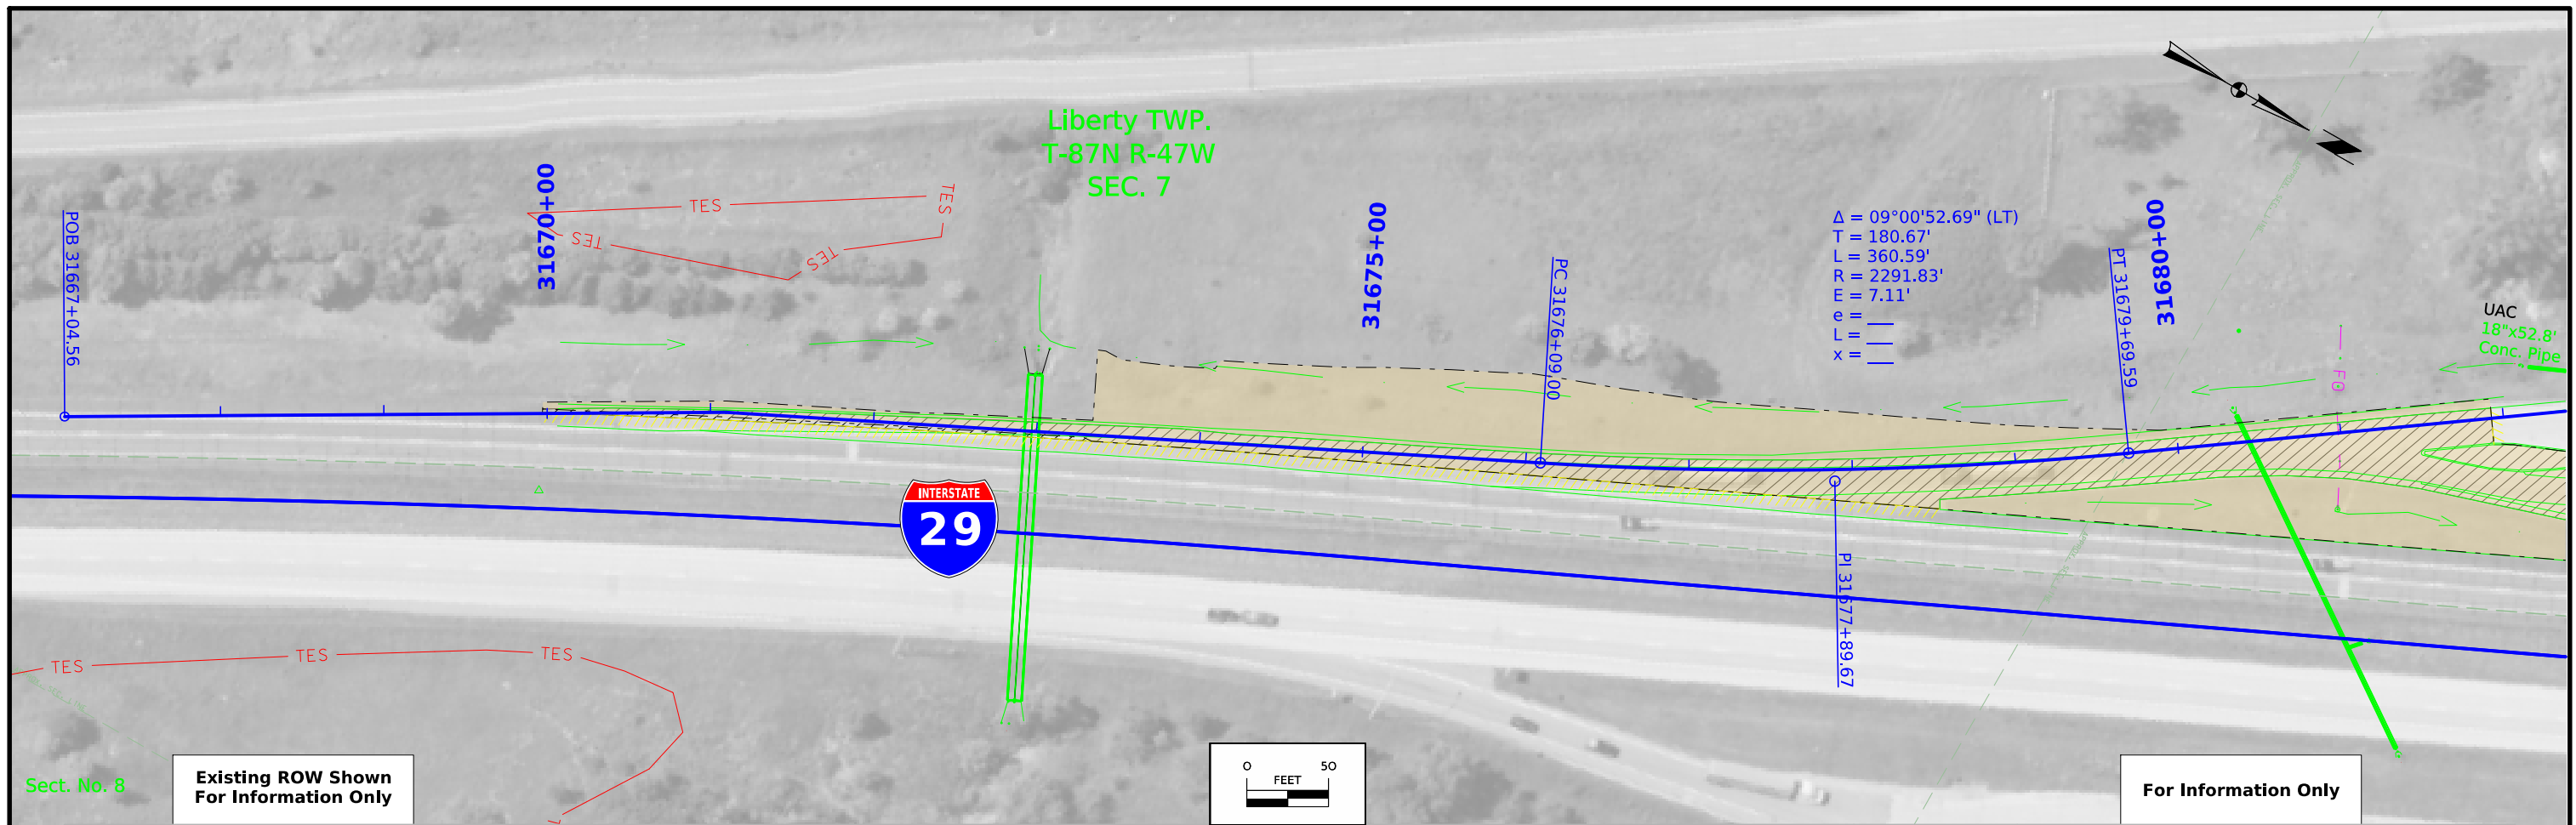 Liberty TWP.
T-87N R-47W
SEC. 7
POB 31667+04.56
31670+00
TES
TES
TES
TES
31675+00
PC 31676+09.00
Δ = 09°00'52.69" (LT)
T = 180.67'
L = 360.59'
R = 2291.83'
E = 7.11'
e = ___
L = ___
x = ___
PT 31679+69.59
31680+00
UAC
18"x52.8'
Conc. Pipe
FO
INTERSTATE
29
PI 31677+89.67
TES
TES
TES
Sect. No. 8
Existing ROW Shown
For Information Only
0 50
FEET
For Information Only